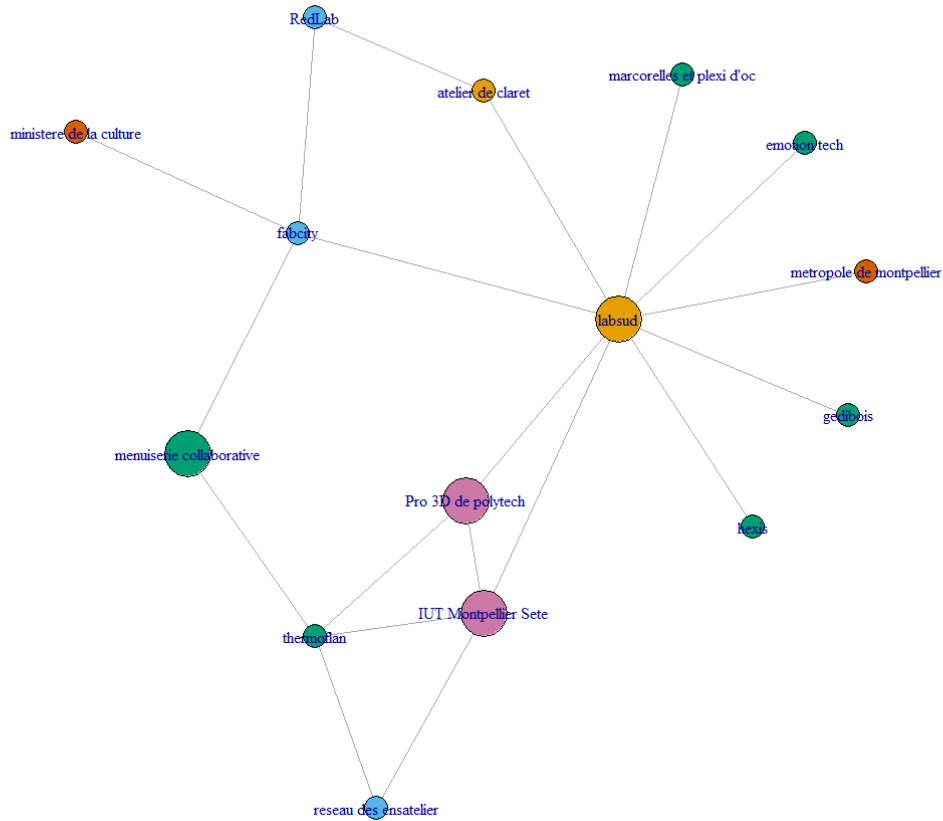 RedLab
marcorelles et plexi d'oc
atelier de claret
ministere de la culture
emotion tech
fabcity
metropole de montpellier
labsud
gedibois
menuiserie collaborative
Pro 3D de polytech
hexis
IUT Montpellier Sete
thermoflan
reseau des ensatelier